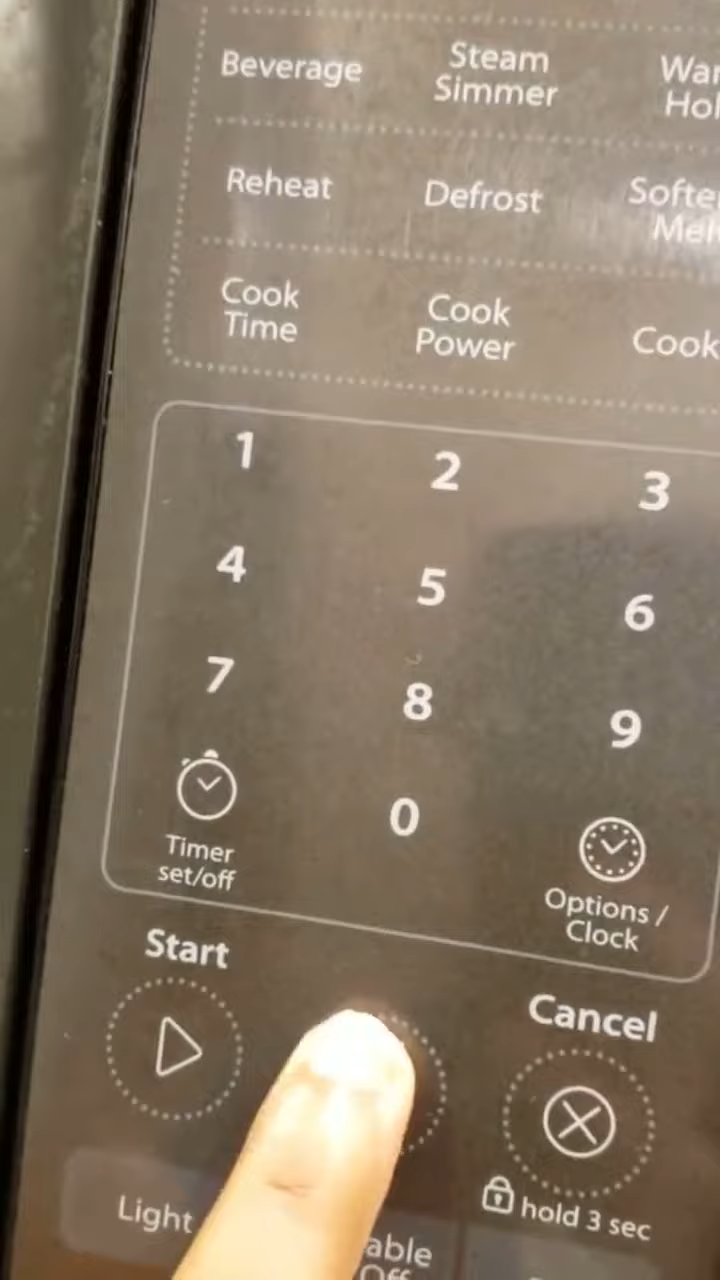 Beverage
Steam
Simmer
Reheat
Defrost
Cook
Time
Cook
Power
Cook
1
2
3
4
5
6
7
8
9
Timer
set/off
0
Options /
Clock
Start
Cancel
hold 3 sec
Light